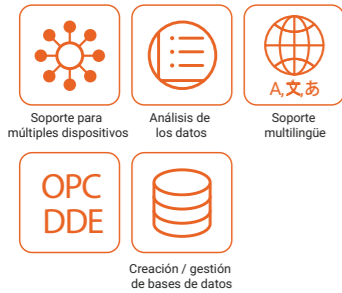 A,文,あ
Soporte para
múltiples dispositivos
Análisis de
los datos
Soporte
multilingüe
OPC
DDE
Creación / gestión
de bases de datos